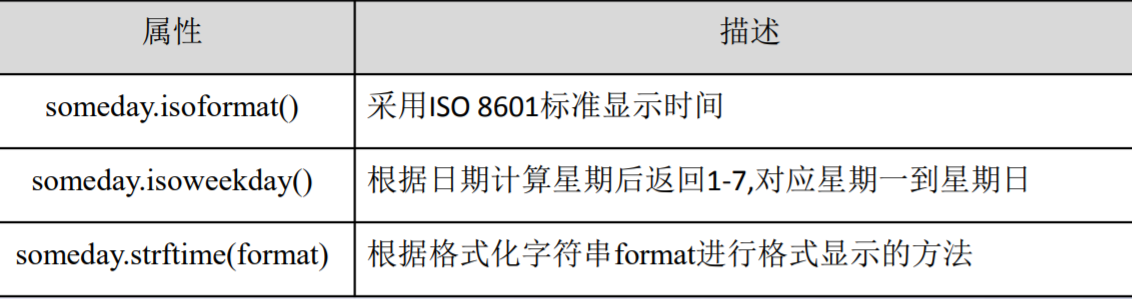 属性 描述
someday.isoformat() 采用ISO 8601标准显示时间
someday.isoweekday() 根据日期计算星期后返回1-7,对应星期一到星期日
someday.strftime(format) 根据格式化字符串format进行格式显示的方法